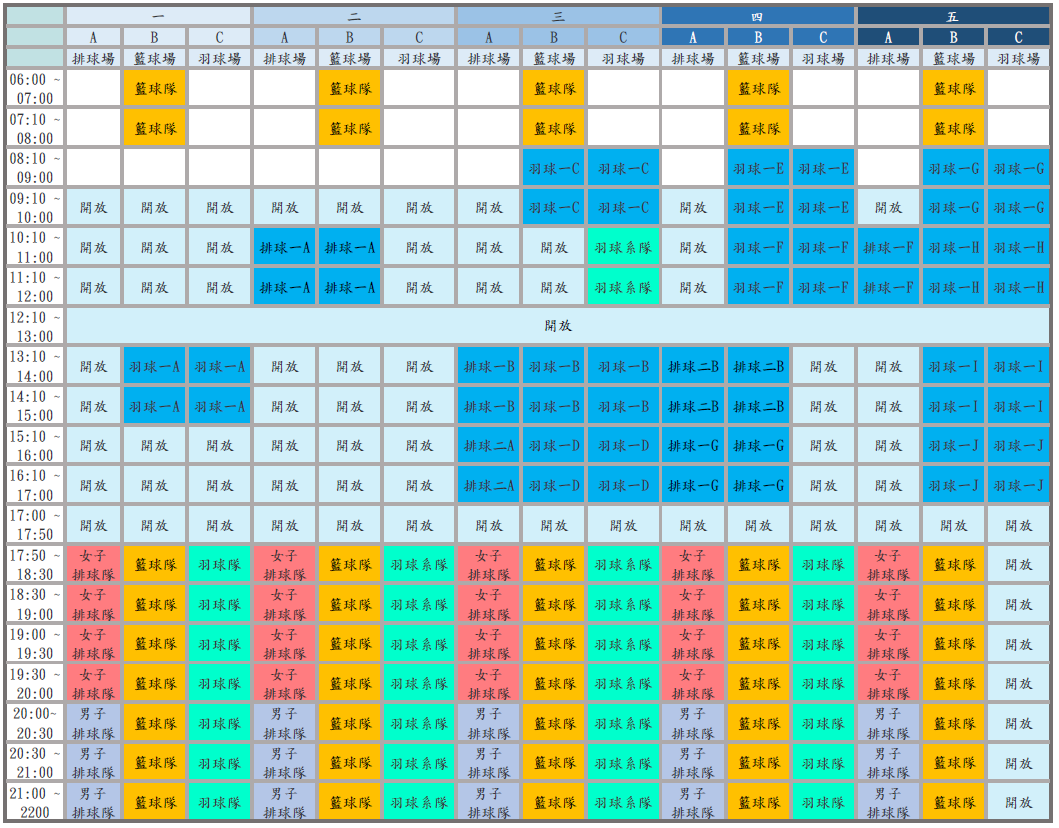 一 二 三 四 五
A B C A B C A B C A B C A B C
排球場 籃球場 羽球場 排球場 籃球場 羽球場 排球場 籃球場 羽球場 排球場 籃球場 羽球場 排球場 籃球場 羽球場
06:00 ~
07:00 籃球隊 籃球隊 籃球隊 籃球隊 籃球隊
07:10 ~
08:00 籃球隊 籃球隊 籃球隊 籃球隊 籃球隊
08:10 ~
09:00 羽球一C 羽球一C 羽球一E 羽球一E 羽球一G 羽球一G
09:10 ~
10:00 開放 開放 開放 開放 開放 開放 開放 羽球一C 羽球一C 開放 羽球一E 羽球一E 開放 羽球一G 羽球一G
10:10 ~
11:00 開放 開放 開放 排球一A 排球一A 開放 開放 開放 羽球系隊 開放 羽球一F 羽球一F 排球一F 羽球一H 羽球一H
11:10 ~
12:00 開放 開放 開放 排球一A 排球一A 開放 開放 開放 羽球系隊 開放 羽球一F 羽球一F 排球一F 羽球一H 羽球一H
12:10 ~
13:00 開放
13:10 ~
14:00 開放 羽球一A 羽球一A 開放 開放 開放 排球一B 羽球一B 羽球一B 排球二B 排球二B 開放 開放 羽球一I 羽球一I
14:10 ~
15:00 開放 羽球一A 羽球一A 開放 開放 開放 排球一B 羽球一B 羽球一B 排球二B 排球二B 開放 開放 羽球一I 羽球一I
15:10 ~
16:00 開放 開放 開放 開放 開放 開放 排球二A 羽球一D 羽球一D 排球一G 排球一G 開放 開放 羽球一J 羽球一J
16:10 ~
17:00 開放 開放 開放 開放 開放 開放 排球二A 羽球一D 羽球一D 排球一G 排球一G 開放 開放 羽球一J 羽球一J
17:00 ~
17:50 開放 開放 開放 開放 開放 開放 開放 開放 開放 開放 開放 開放 開放 開放 開放
17:50 ~ 女子 女子 女子 女子 女子
18:30 排球隊 籃球隊 羽球隊 排球隊 籃球隊 羽球系隊 排球隊 籃球隊 羽球系隊 排球隊 籃球隊 羽球隊 排球隊 籃球隊 開放
18:30 ~ 女子 女子 女子 女子 女子
19:00 排球隊 籃球隊 羽球隊 排球隊 籃球隊 羽球系隊 排球隊 籃球隊 羽球系隊 排球隊 籃球隊 羽球隊 排球隊 籃球隊 開放
19:00 ~ 女子 女子 女子 女子 女子
19:30 排球隊 籃球隊 羽球隊 排球隊 籃球隊 羽球系隊 排球隊 籃球隊 羽球系隊 排球隊 籃球隊 羽球隊 排球隊 籃球隊 開放
19:30 ~ 女子 女子 女子 女子 女子
20:00 排球隊 籃球隊 羽球隊 排球隊 籃球隊 羽球系隊 排球隊 籃球隊 羽球系隊 排球隊 籃球隊 羽球隊 排球隊 籃球隊 開放
20:00~ 男子 男子 男子 男子 男子
20:30 排球隊 籃球隊 羽球隊 排球隊 籃球隊 羽球系隊 排球隊 籃球隊 羽球系隊 排球隊 籃球隊 羽球隊 排球隊 籃球隊 開放
20:30 ~ 男子 男子 男子 男子 男子
21:00 排球隊 籃球隊 羽球隊 排球隊 籃球隊 羽球系隊 排球隊 籃球隊 羽球系隊 排球隊 籃球隊 羽球隊 排球隊 籃球隊 開放
21:00 ~ 男子 男子 男子 男子 男子
2200 排球隊 籃球隊 羽球隊 排球隊 籃球隊 羽球系隊 排球隊 籃球隊 羽球系隊 排球隊 籃球隊 羽球隊 排球隊 籃球隊 開放